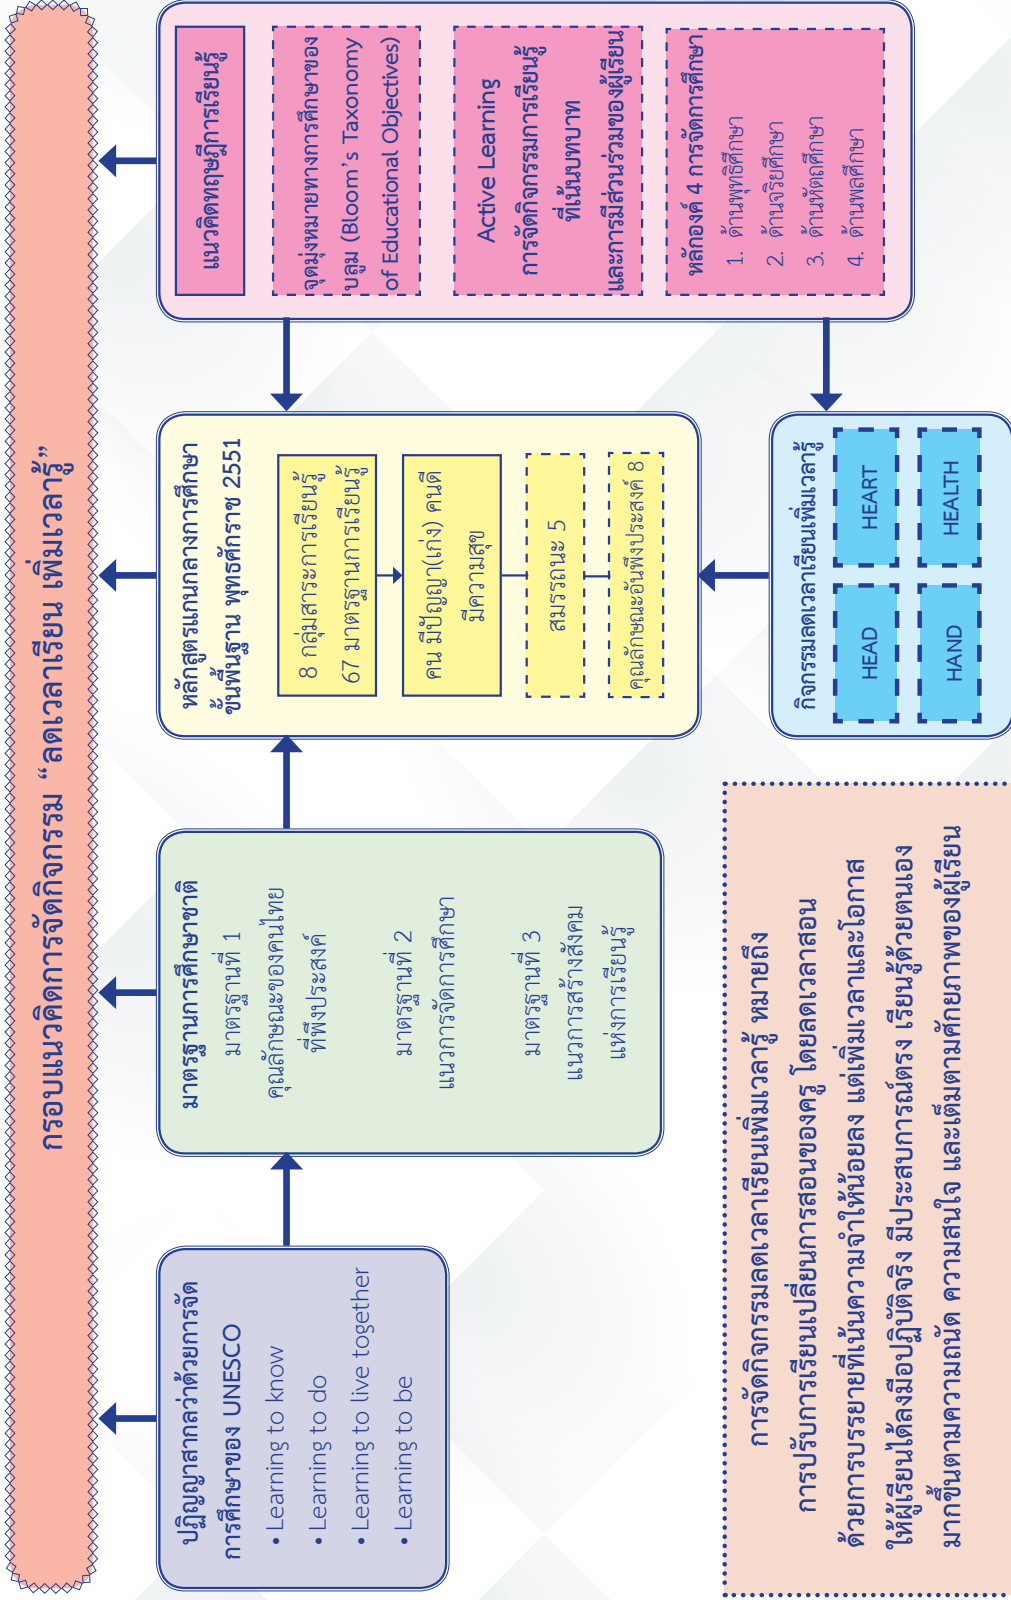 กรอบแนวคิดการจัดกิจกรรม “ลดเวลาเรียน เพิ่มเวลารู้”
ปฏิญญาสากลว่าด้วยการจัด
การศึกษาของ UNESCO
• Learning to know
• Learning to do
• Learning to live together
• Learning to be
มาตรฐานการศึกษาชาติ
มาตรฐานที่ 1
คุณลักษณะของคนไทย
ที่พึงประสงค์
มาตรฐานที่ 2
แนวการจัดการศึกษา
มาตรฐานที่ 3
แนวการสร้างสังคม
แห่งการเรียนรู้
หลักสูตรแกนกลางการศึกษา
ขั้นพื้นฐาน พุทธศักราช 2551
8 กลุ่มสาระการเรียนรู้
67 มาตรฐานการเรียนรู้
คน มีปัญญา(เก่ง) คนดี
มีความสุข
สมรรถนะ 5
คุณลักษณะอันพึงประสงค์ 8
แนวคิดทฤษฎีการเรียนรู้
จุดมุ่งหมายทางการศึกษาของ
บลูม (Bloom’s Taxonomy
of Educational Objectives)
Active Learning
การจัดกิจกรรมการเรียนรู้
ที่เน้นบทบาท
และการมีส่วนร่วมของผู้เรียน
หลักองค์ 4 การจัดการศึกษา
1. ด้านพุทธิศึกษา
2. ด้านจริยศึกษา
3. ด้านหัตถศึกษา
4. ด้านพลศึกษา
กิจกรรมลดเวลาเรียนเพิ่มเวลารู้
HEAD
HEART
HAND
HEALTH
การจัดกิจกรรมลดเวลาเรียนเพิ่มเวลารู้ หมายถึง
การปรับการเรียนเปลี่ยนการสอนของครู โดยลดเวลาสอน
ด้วยการบรรยายที่เน้นความจำให้น้อยลง แต่เพิ่มเวลาและโอกาส
ให้ผู้เรียนได้ลงมือปฏิบัติจริง มีประสบการณ์ตรง เรียนรู้ด้วยตนเอง
มากขึ้นตามความถนัด ความสนใจ และเต็มตามศักยภาพของผู้เรียน